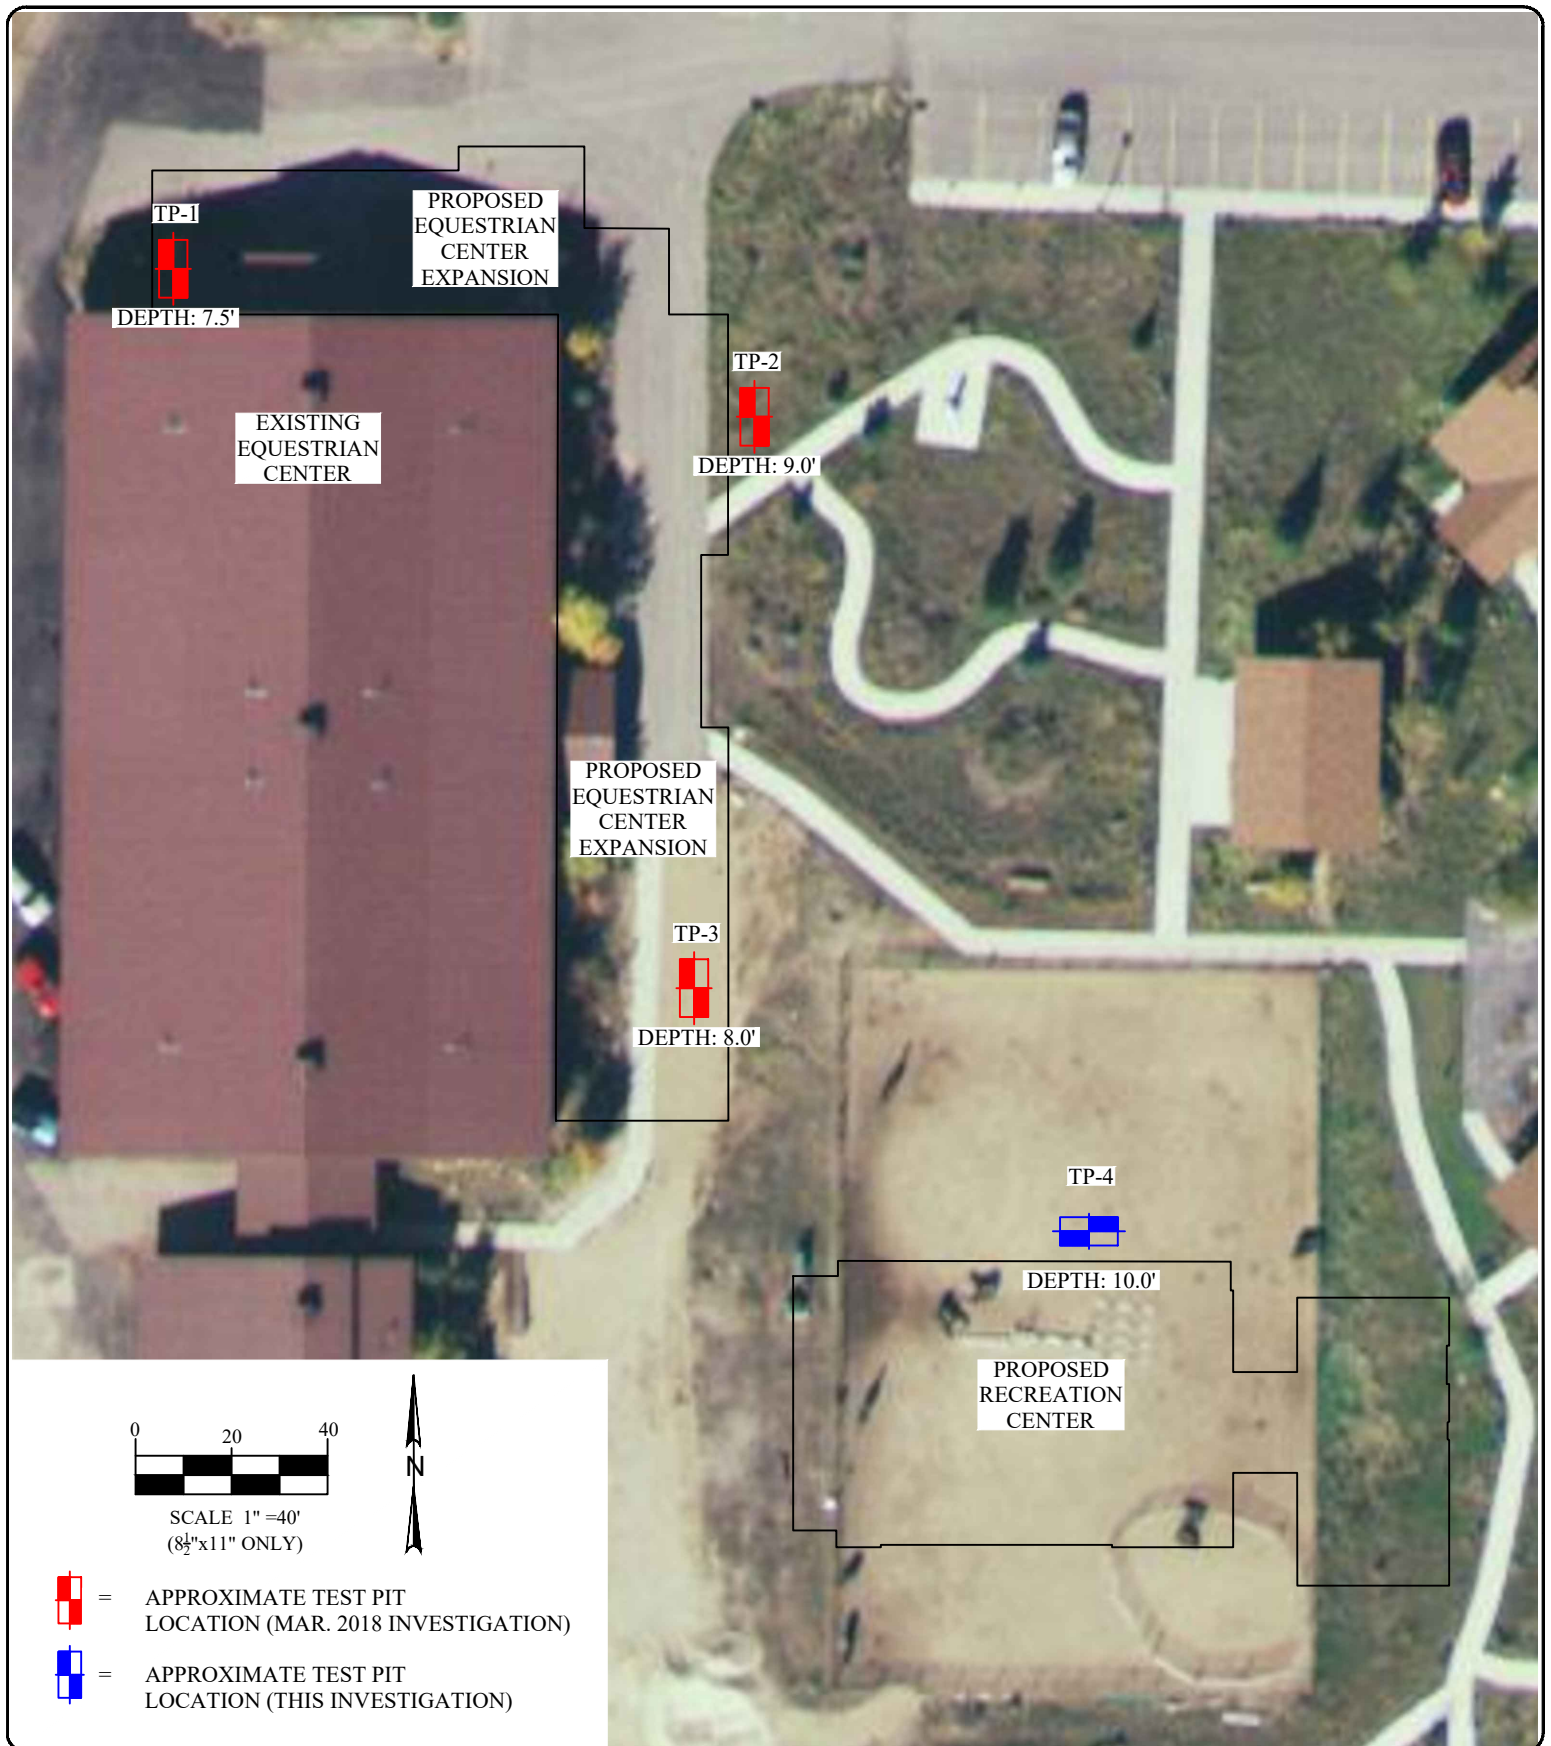 TP-1
DEPTH: 7.5'
PROPOSED
EQUESTRIAN
CENTER
EXPANSION
TP-2
DEPTH: 9.0'
EXISTING
EQUESTRIAN
CENTER
PROPOSED
EQUESTRIAN
CENTER
EXPANSION
TP-3
DEPTH: 8.0'
TP-4
DEPTH: 10.0'
PROPOSED
RECREATION
CENTER
0 20 40
SCALE 1" =40'
(8½"x11" ONLY)
N
= APPROXIMATE TEST PIT
LOCATION (MAR. 2018 INVESTIGATION)
= APPROXIMATE TEST PIT
LOCATION (THIS INVESTIGATION)